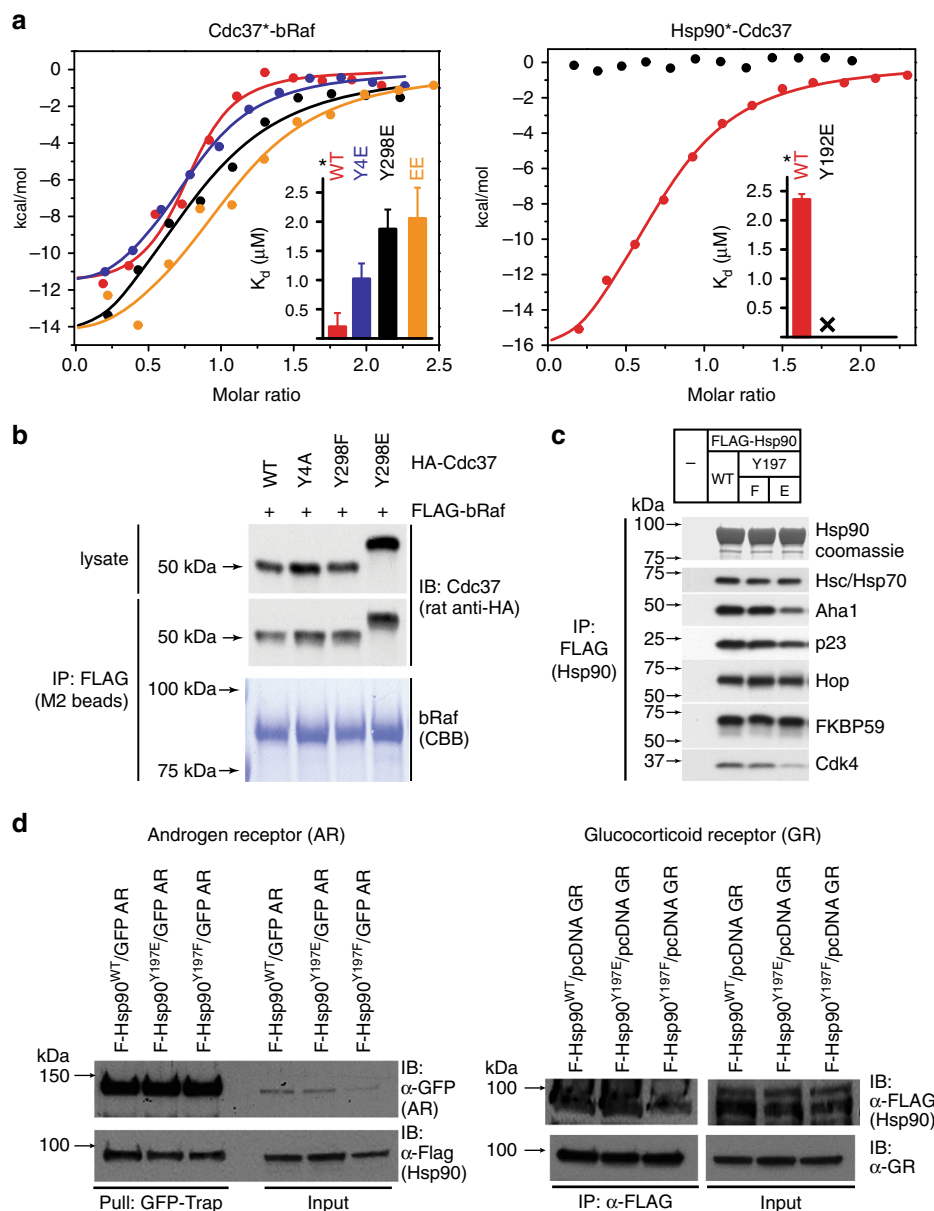 a
Cdc37*-bRaf
0
−2
−4
−6
−8
−10
−12
−14
kcal/mol
0.0 0.5 1.0 1.5 2.0 2.5
Molar ratio
* WT Y4E Y298E EE
2.5
2.0
1.5
1.0
0.5
Kd (μM)
Hsp90*-Cdc37
0
−2
−4
−6
−8
−10
−12
−14
−16
kcal/mol
0.0 0.5 1.0 1.5 2.0
Molar ratio
* WT Y192E
2.5
2.0
1.5
1.0
0.5
Kd (μM)
b
WT Y4A Y298F Y298E HA-Cdc37
+ + + + FLAG-bRaf
lysate
50 kDa
IB: Cdc37
(rat anti-HA)
50 kDa
IP: FLAG
(M2 beads)
100 kDa
75 kDa
bRaf
(CBB)
c
FLAG-Hsp90
– WT Y197
F E
kDa
100
75
Hsp90
coomassie
Hsc/Hsp70
50
Aha1
25
p23
75
50
Hop
75
50
FKBP59
37
Cdk4
IP:
FLAG
(Hsp90)
d
Androgen receptor (AR)
F-Hsp90WT/GFP AR
F-Hsp90Y197E/GFP AR
F-Hsp90Y197F/GFP AR
F-Hsp90WT/GFP AR
F-Hsp90Y197E/GFP AR
F-Hsp90Y197F/GFP AR
kDa
150
IB:
α-GFP
(AR)
100
IB:
α-Flag
(Hsp90)
Pull: GFP-Trap Input
Glucocorticoid receptor (GR)
F-Hsp90WT/pcDNA GR
F-Hsp90Y197E/pcDNA GR
F-Hsp90Y197F/pcDNA GR
F-Hsp90WT/pcDNA GR
F-Hsp90Y197E/pcDNA GR
F-Hsp90Y197F/pcDNA GR
kDa
100
IB:
α-FLAG
(Hsp90)
100
IB:
α-GR
IP: α-FLAG Input